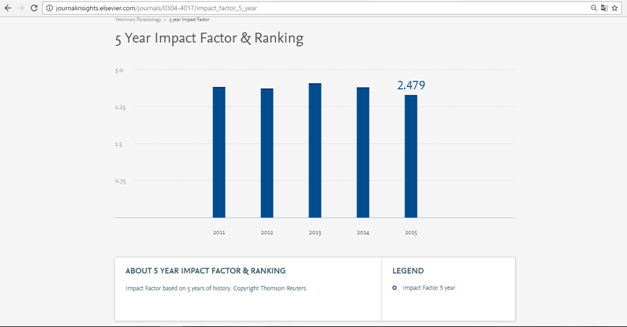 journalinsights.elsevier.com/journals/0304-4017/impact_factor_5_year
Veterinary Parasitology › 5 year Impact Factor
5 Year Impact Factor & Ranking
3.0
2.479
2.25
1.5
0.75
2011 2012 2013 2014 2015
ABOUT 5 YEAR IMPACT FACTOR & RANKING LEGEND
Impact Factor based on 5 years of history. Copyright Thomson Reuters. Impact Factor 5 year